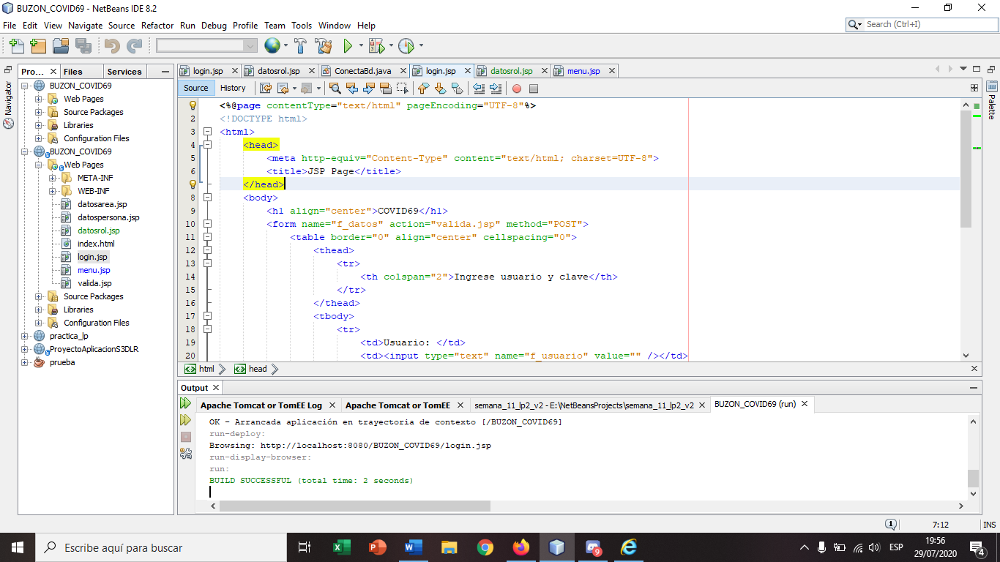 BUZON_COVID69 - NetBeans IDE 8.2
File Edit View Navigate Source Refactor Run Debug Profile Team Tools Window Help
Search (Ctrl+I)
Navigator
Pro... Files Services
BUZON_COVID69
Web Pages
Source Packages
Libraries
Configuration Files
BUZON_COVID69
Web Pages
META-INF
WEB-INF
datosarea.jsp
datospersona.jsp
datosrol.jsp
index.html
login.jsp
menu.jsp
valida.jsp
Source Packages
Libraries
Configuration Files
practica_lp
ProyectoAplicacionS3DLR
prueba
login.jsp datosrol.jsp ConectaBd.java login.jsp datosrol.jsp menu.jsp
Source History
<%@page contentType="text/html" pageEncoding="UTF-8"%>
2 <!DOCTYPE html>
3 <html>
4 <head>
5 <meta http-equiv="Content-Type" content="text/html; charset=UTF-8">
6 <title>JSP Page</title>
</head>
8 <body>
9 <h1 align="center">COVID69</h1>
10 <form name="f_datos" action="valida.jsp" method="POST">
11 <table border="0" align="center" cellspacing="0">
12 <thead>
13 <tr>
14 <th colspan="2">Ingrese usuario y clave</th>
15 </tr>
16 </thead>
17 <tbody>
18 <tr>
19 <td>Usuario: </td>
20 <td><input type="text" name="f_usuario" value="" /></td>
html head
Palette
Output
Apache Tomcat or TomEE Log Apache Tomcat or TomEE semana_11_lp2_v2 - E:\NetBeansProjects\semana_11_lp2_v2 BUZON_COVID69 (run)
OK - Arrancada aplicación en trayectoria de contexto [/BUZON_COVID69]
run-deploy:
Browsing: http://localhost:8080/BUZON_COVID69/login.jsp
run-display-browser:
run:
BUILD SUCCESSFUL (total time: 2 seconds)
1 7:12 INS
Escribe aquí para buscar
9
ESP
19:56
29/07/2020
4